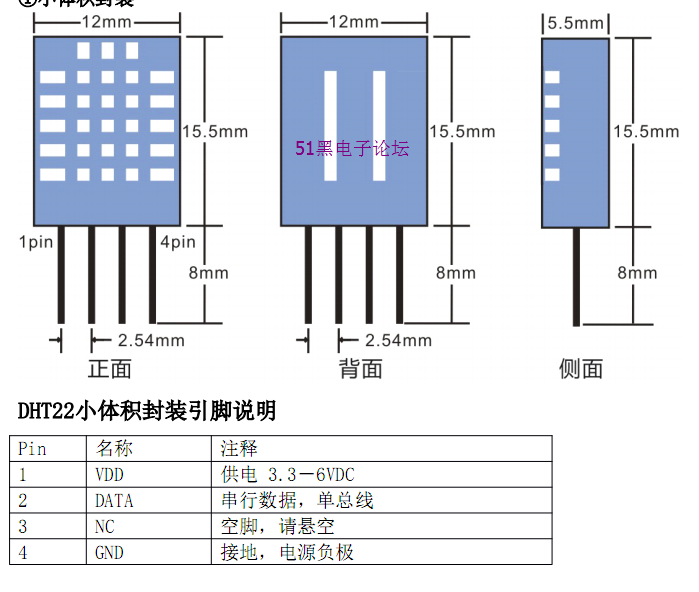 ①小体积封装
12mm 12mm 5.5mm
15.5mm 15.5mm 15.5mm
51黑电子论坛
1pin 4pin
8mm 8mm 8mm
2.54mm 2.54mm
正面 背面 侧面
DHT22小体积封装引脚说明
Pin 名称 注释
1 VDD 供电 3.3－6VDC
2 DATA 串行数据，单总线
3 NC 空脚，请悬空
4 GND 接地，电源负极